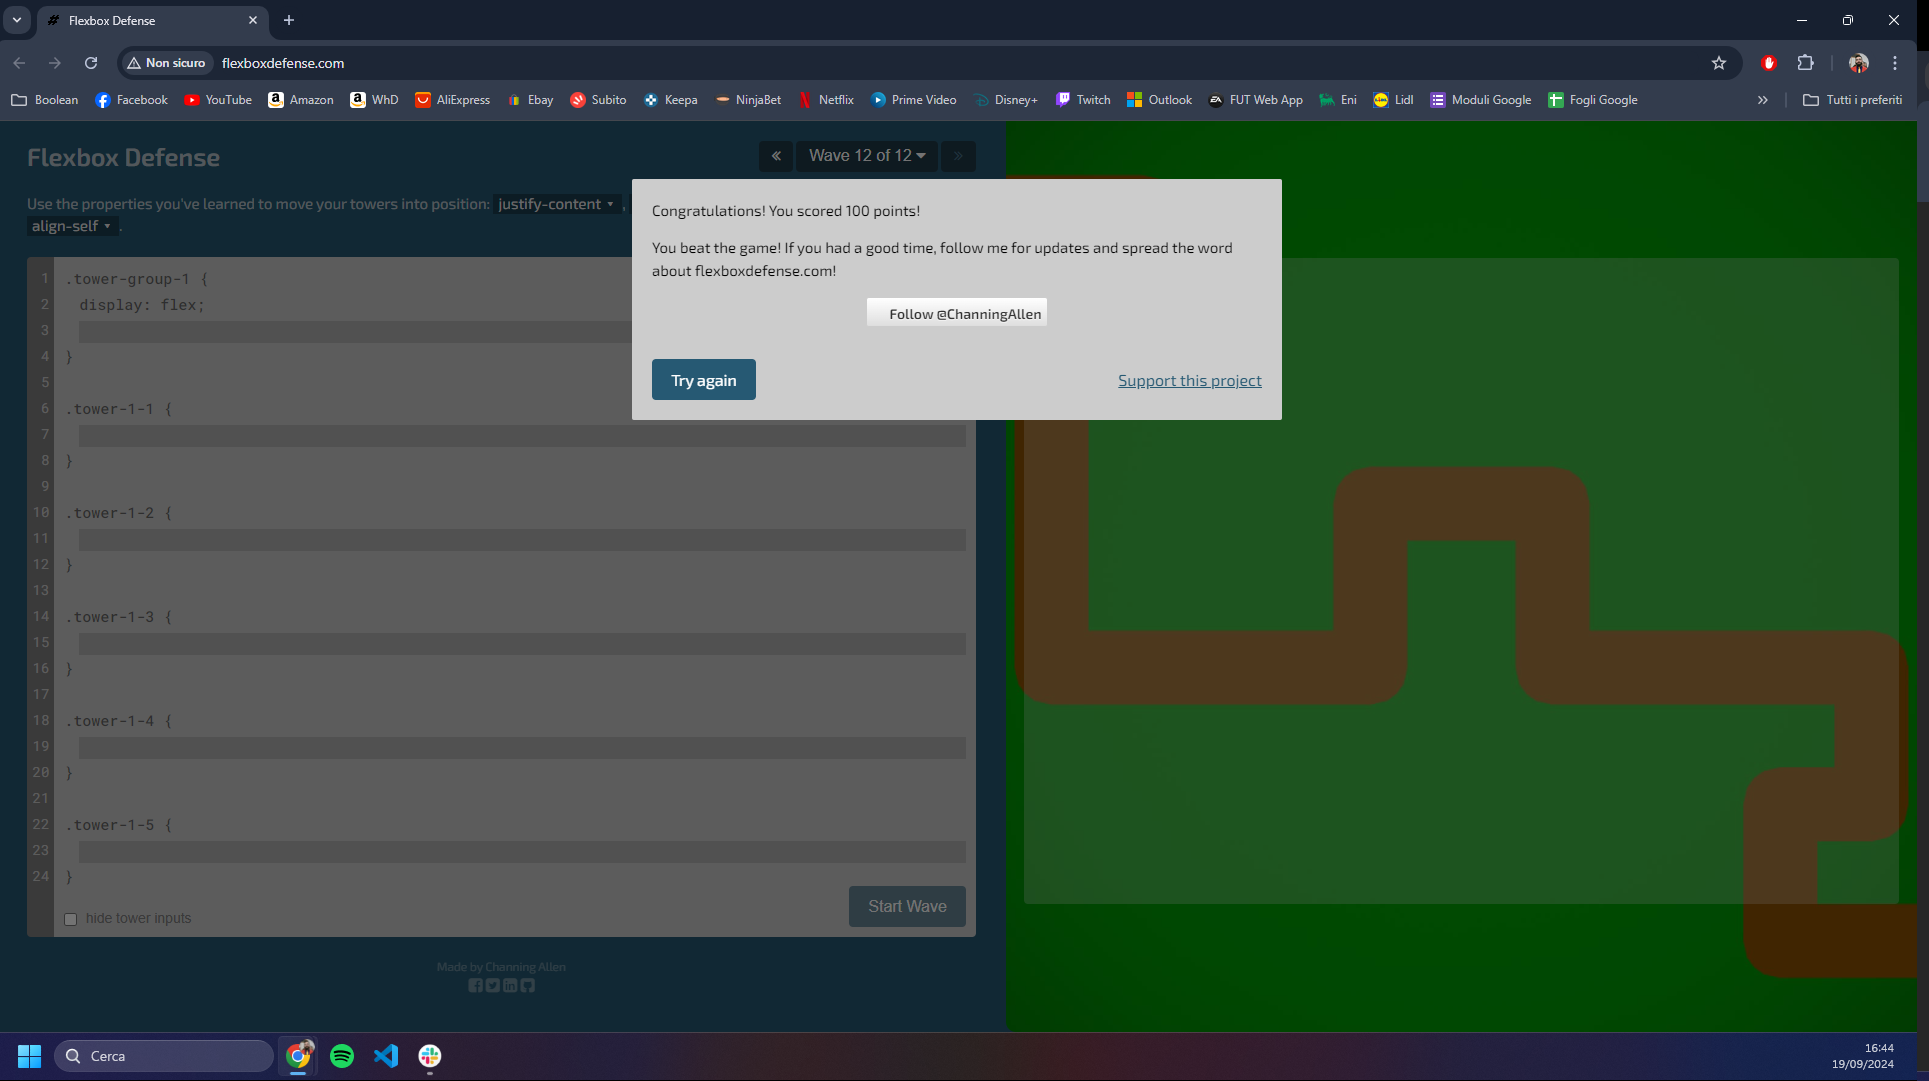 Flexbox Defense
Non sicuro flexboxdefense.com
Boolean Facebook YouTube Amazon WhD AliExpress Ebay Subito Keepa NinjaBet Netflix Prime Video Disney+ Twitch Outlook FUT Web App Eni Lidl Moduli Google Fogli Google » Tutti i preferiti
Flexbox Defense
« Wave 12 of 12 »
Use the properties you've learned to move your towers into position: justify-content ,
align-self .
Congratulations! You scored 100 points!
You beat the game! If you had a good time, follow me for updates and spread the word
about flexboxdefense.com!
Follow @ChanningAllen
Try again Support this project
1 .tower-group-1 {
2 display: flex;
3
4 }
5
6 .tower-1-1 {
7
8 }
9
10 .tower-1-2 {
11
12 }
13
14 .tower-1-3 {
15
16 }
17
18 .tower-1-4 {
19
20 }
21
22 .tower-1-5 {
23
24 }
hide tower inputs
Start Wave
Made by Channing Allen
Cerca
16:44
19/09/2024